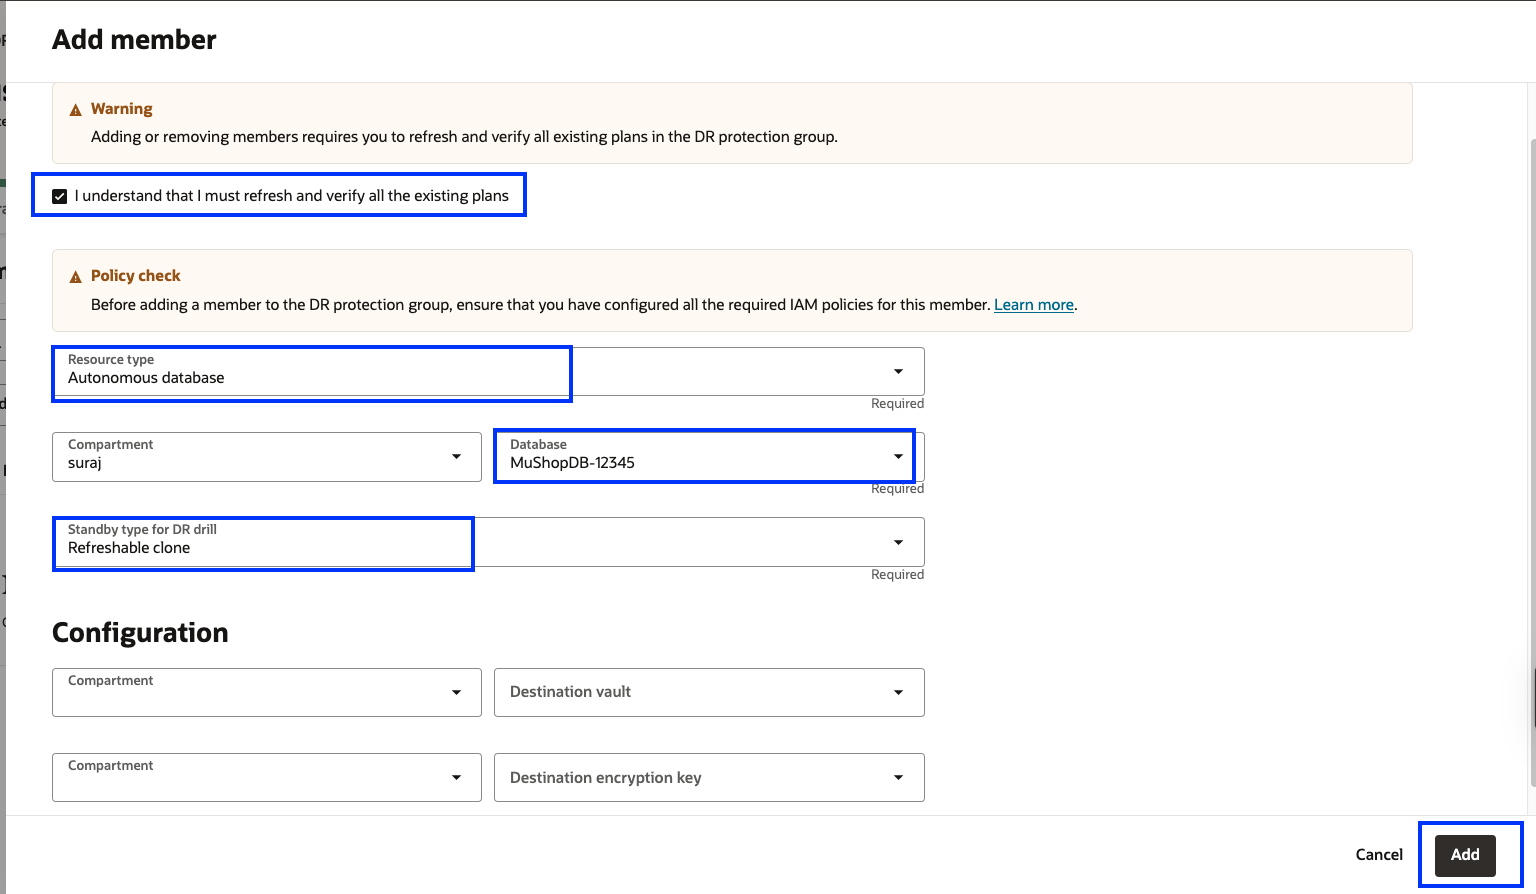 Add member
Warning
Adding or removing members requires you to refresh and verify all existing plans in the DR protection group.
I understand that I must refresh and verify all the existing plans
Policy check
Before adding a member to the DR protection group, ensure that you have configured all the required IAM policies for this member. Learn more.
Resource type
Autonomous database
Required
Compartment
suraj
Database
MuShopDB-12345
Required
Standby type for DR drill
Refreshable clone
Required
Configuration
Compartment
Destination vault
Compartment
Destination encryption key
Cancel
Add